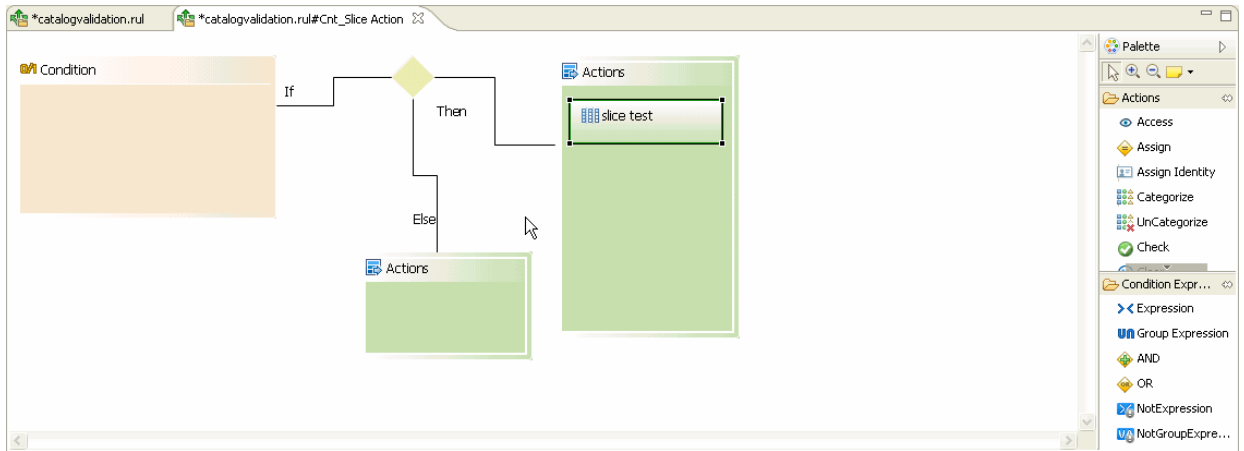 *catalogvalidation.rul
*catalogvalidation.rul#Cnt_Slice Action
Condition
If
Then
Else
Actions
slice test
Actions
Palette
Actions
Access
Assign
Assign Identity
Categorize
UnCategorize
Check
Condition Expr...
Expression
Group Expression
AND
OR
NotExpression
NotGroupExpre...